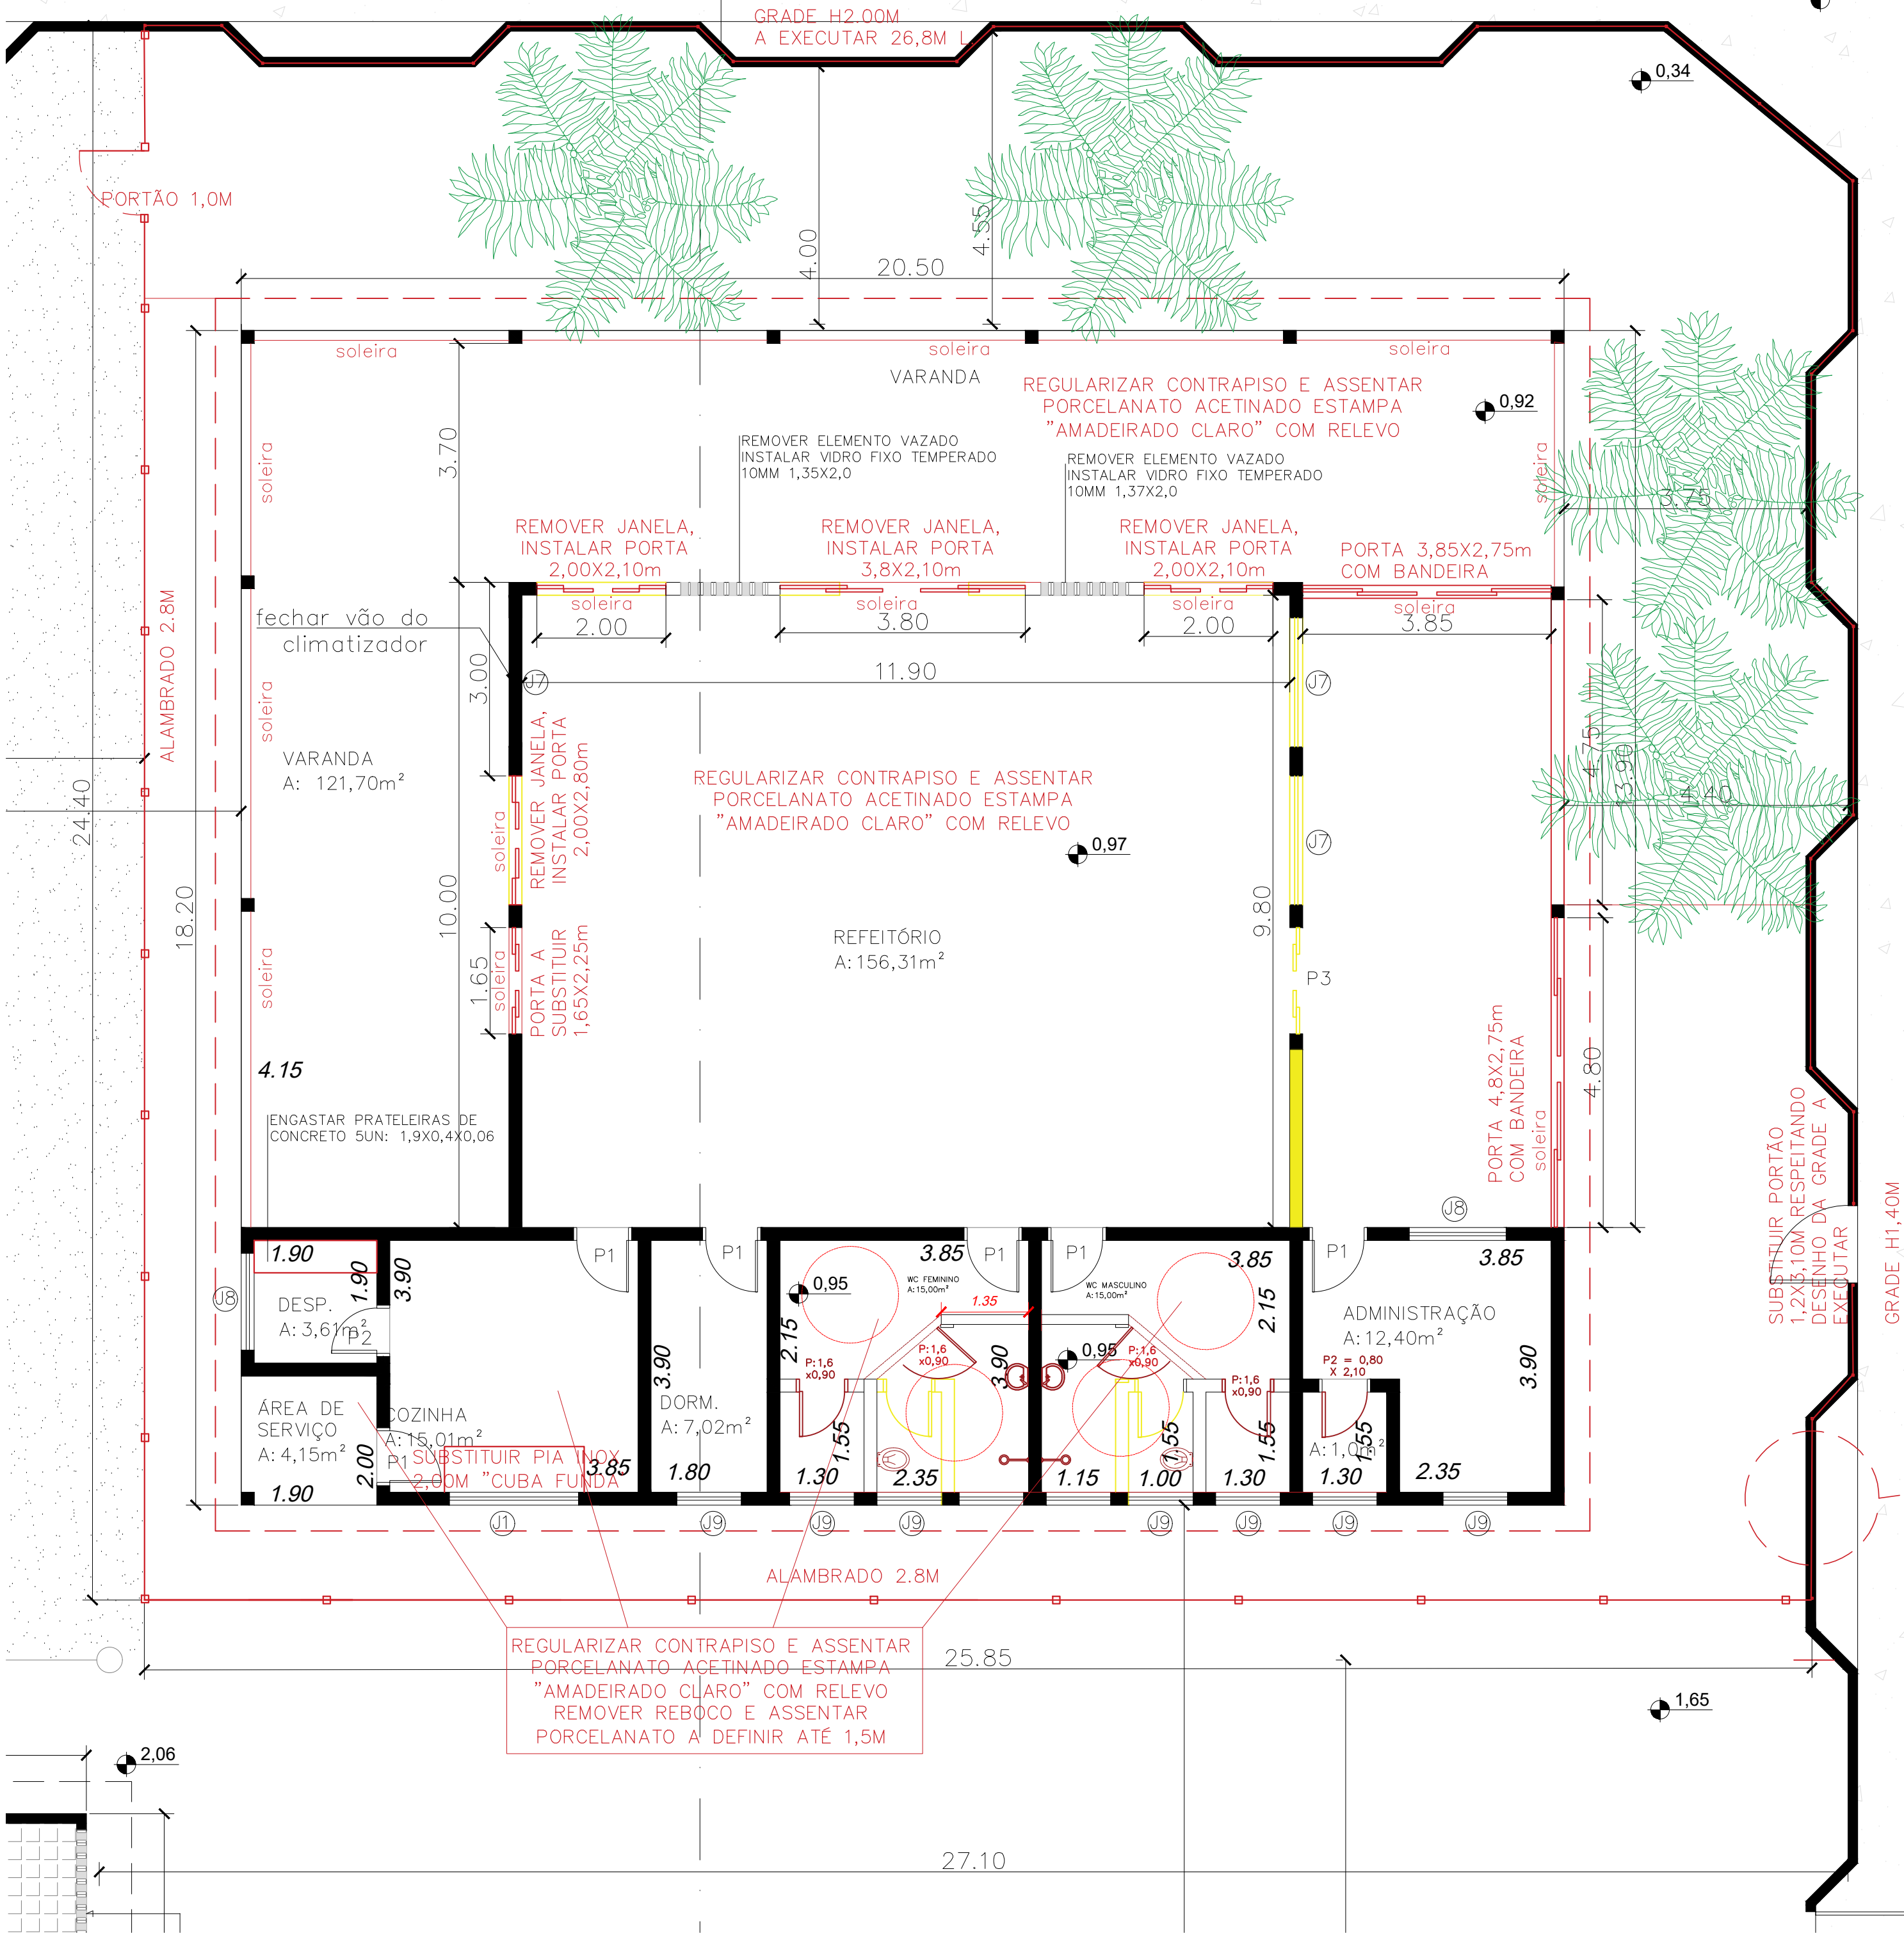 GRADE H2.00M
A EXECUTAR 26,8M L
0,34
PORTÃO 1,0M
4.00
4.55
20.50
soleira
soleira
soleira
VARANDA
REGULARIZAR CONTRAPISO E ASSENTAR
PORCELANATO ACETINADO ESTAMPA
"AMADEIRADO CLARO" COM RELEVO
0,92
3.70
soleira
soleira
3.75
REMOVER ELEMENTO VAZADO
INSTALAR VIDRO FIXO TEMPERADO
10MM 1,35X2,0
REMOVER ELEMENTO VAZADO
INSTALAR VIDRO FIXO TEMPERADO
10MM 1,37X2,0
REMOVER JANELA,
INSTALAR PORTA
2,00X2,10m
REMOVER JANELA,
INSTALAR PORTA
3,8X2,10m
REMOVER JANELA,
INSTALAR PORTA
2,00X2,10m
PORTA 3,85X2,75m
COM BANDEIRA
soleira
soleira
soleira
soleira
2.00
3.80
2.00
3.85
ALAMBRADO 2.8M
fechar vão do
climatizador
3.00
11.90
J7
J7
soleira
VARANDA
A: 121,70m²
REMOVER JANELA,
INSTALAR PORTA
2,00X2,80m
soleira
REGULARIZAR CONTRAPISO E ASSENTAR
PORCELANATO ACETINADO ESTAMPA
"AMADEIRADO CLARO" COM RELEVO
0,97
J7
4.75
13.90
4.40
24.40
18.20
10.00
9.80
REFEITÓRIO
A: 156,31m²
1.65
soleira
PORTA A
SUBSTITUIR
1,65X2,25m
P3
soleira
4.15
PORTA 4,8X2,75m
COM BANDEIRA
soleira
4.80
ENGASTAR PRATELEIRAS DE
CONCRETO 5UN: 1,9X0,4X0,06
SUBSTITUIR PORTÃO
1,2X3,10M RESPEITANDO
DESENHO DA GRADE A
EXECUTAR
GRADE H1,40M
J8
1.90
1.90
3.90
P1
P1
3.85
P1
P1
3.85
P1
3.85
J8
DESP.
A: 3,61m²
P2
0,95
WC FEMININO
A:15,00m²
1.35
WC MASCULINO
A:15,00m²
2.15
2.15
ADMINISTRAÇÃO
A: 12,40m²
3.90
P:1,6
x0,90
P:1,6
x0,90
3.90
0,95
P:1,6
x0,90
P:1,6
x0,90
P2 = 0,80
X 2,10
3.90
ÁREA DE
SERVIÇO
A: 4,15m²
COZINHA
A: 15,01m²
P1
2.00
SUBSTITUIR PIA INOX
2,00M "CUBA FUNDA"
3.85
DORM.
A: 7,02m²
1.55
1.55
1.55
A: 1,0m²
1.55
1.90
1.80
1.30
2.35
1.15
1.00
1.30
1.30
2.35
J1
J9
J9
J9
J9
J9
J9
J9
ALAMBRADO 2.8M
REGULARIZAR CONTRAPISO E ASSENTAR
PORCELANATO ACETINADO ESTAMPA
"AMADEIRADO CLARO" COM RELEVO
REMOVER REBOCO E ASSENTAR
PORCELANATO A DEFINIR ATÉ 1,5M
25.85
1,65
2,06
27.10